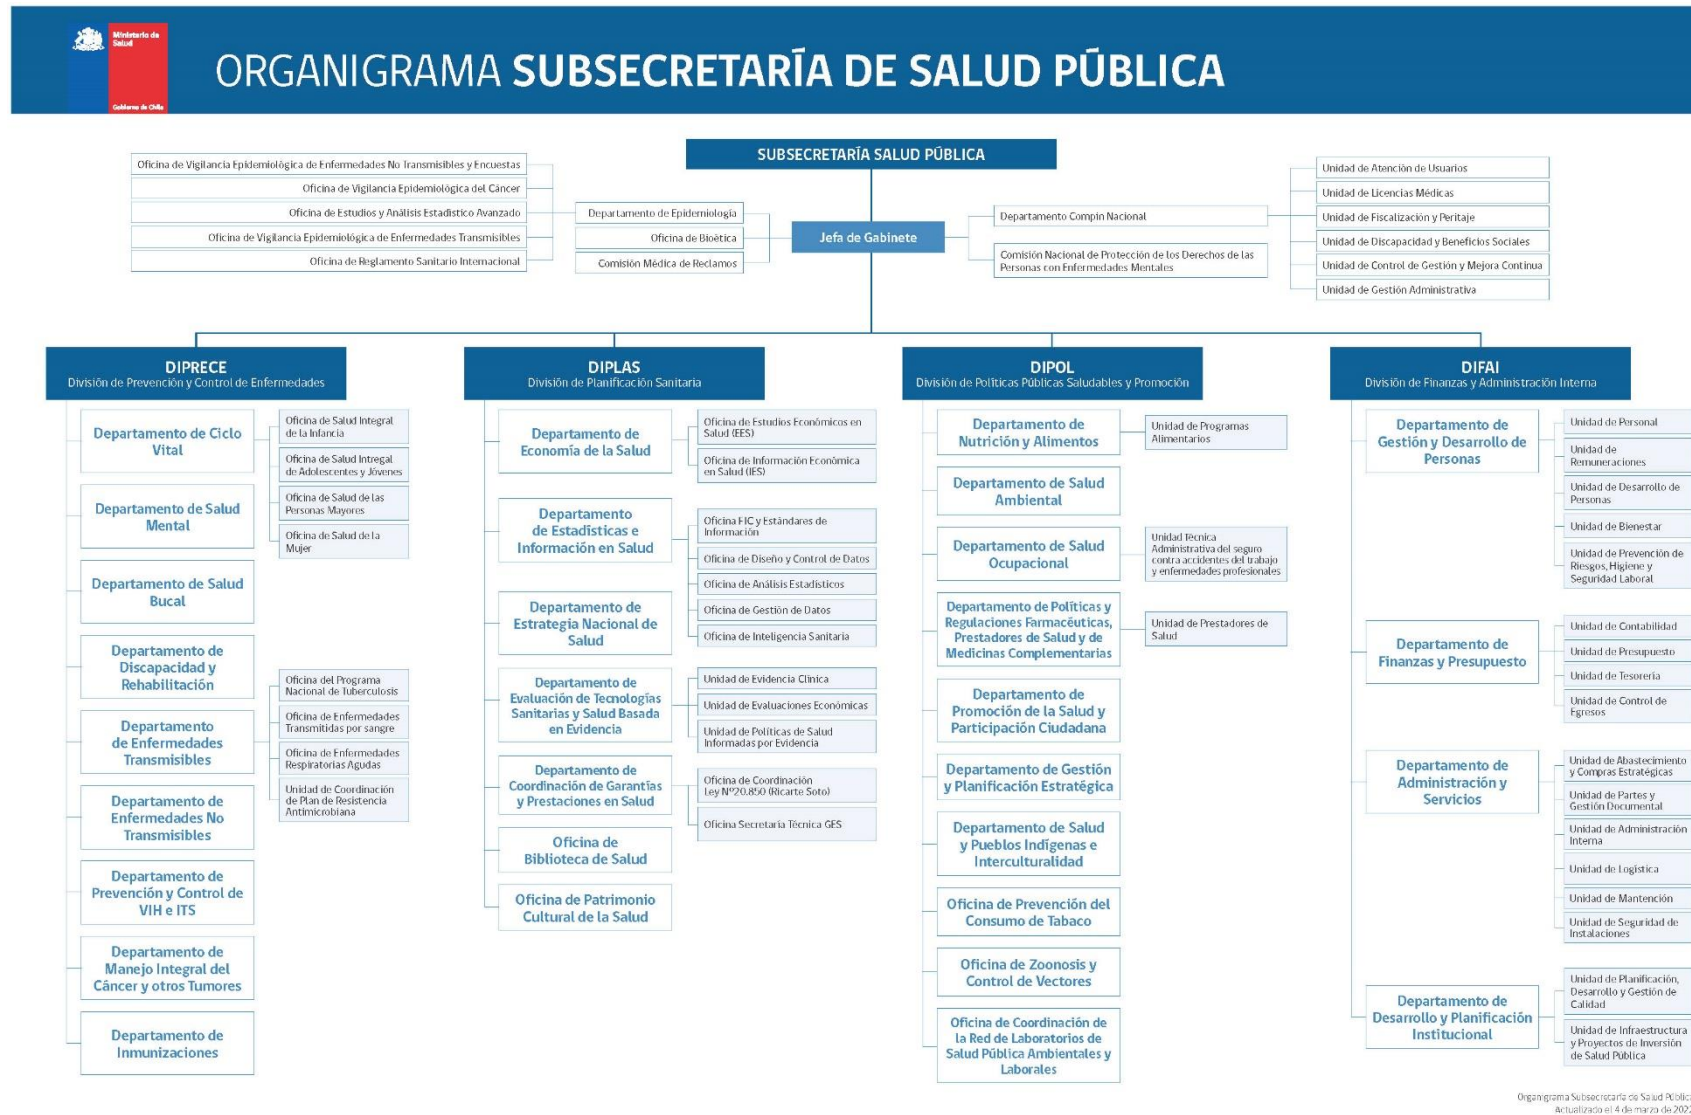 Ministerio de
Salud
Gobierno de Chile
ORGANIGRAMA SUBSECRETARÍA DE SALUD PÚBLICA
SUBSECRETARÍA SALUD PÚBLICA
Jefa de Gabinete
Oficina de Vigilancia Epidemiológica de Enfermedades No Transmisibles y Encuestas
Oficina de Vigilancia Epidemiológica del Cáncer
Oficina de Estudios y Análisis Estadístico Avanzado
Oficina de Vigilancia Epidemiológica de Enfermedades Transmisibles
Oficina de Reglamento Sanitario Internacional
Departamento de Epidemiología
Oficina de Bioética
Comisión Médica de Reclamos
Departamento Compin Nacional
Comisión Nacional de Protección de los Derechos de las
Personas con Enfermedades Mentales
Unidad de Atención de Usuarios
Unidad de Licencias Médicas
Unidad de Fiscalización y Peritaje
Unidad de Discapacidad y Beneficios Sociales
Unidad de Control de Gestión y Mejora Continua
Unidad de Gestión Administrativa
DIPRECE
División de Prevención y Control de Enfermedades
Departamento de Ciclo
Vital
Oficina de Salud Integral
de la Infancia
Oficina de Salud Intregal
de Adolescentes y Jóvenes
Oficina de Salud de las
Personas Mayores
Oficina de Salud de la
Mujer
Departamento de Salud
Mental
Departamento de Salud
Bucal
Departamento de
Discapacidad y
Rehabilitación
Departamento
de Enfermedades
Transmisibles
Oficina del Programa
Nacional de Tuberculosis
Oficina de Enfermedades
Transmitidas por sangre
Oficina de Enfermedades
Respiratorias Agudas
Unidad de Coordinación
de Plan de Resistencia
Antimicrobiana
Departamento de
Enfermedades No
Transmisibles
Departamento de
Prevención y Control de
VIH e ITS
Departamento de
Manejo Integral del
Cáncer y otros Tumores
Departamento de
Inmunizaciones
DIPLAS
División de Planificación Sanitaria
Departamento de
Economía de la Salud
Oficina de Estudios Económicos en
Salud (EES)
Oficina de Información Económica
en Salud (IES)
Departamento
de Estadísticas e
Información en Salud
Oficina FIC y Estándares de
Información
Oficina de Diseño y Control de Datos
Oficina de Análisis Estadísticos
Oficina de Gestión de Datos
Oficina de Inteligencia Sanitaria
Departamento de
Estrategia Nacional de
Salud
Departamento de
Evaluación de Tecnologías
Sanitarias y Salud Basada
en Evidencia
Unidad de Evidencia Clínica
Unidad de Evaluaciones Económicas
Unidad de Políticas de Salud
Informadas por Evidencia
Departamento de
Coordinación de Garantías
y Prestaciones en Salud
Oficina de Coordinación
Ley Nº20.850 (Ricarte Soto)
Oficina Secretaría Técnica GES
Oficina de
Biblioteca de Salud
Oficina de Patrimonio
Cultural de la Salud
DIPOL
División de Políticas Públicas Saludables y Promoción
Departamento de
Nutrición y Alimentos
Unidad de Programas
Alimentarios
Departamento de Salud
Ambiental
Departamento de Salud
Ocupacional
Unidad Técnica
Administrativa del seguro
contra accidentes del trabajo
y enfermedades profesionales
Departamento de Políticas y
Regulaciones Farmacéuticas,
Prestadores de Salud y de
Medicinas Complementarias
Unidad de Prestadores de
Salud
Departamento de
Promoción de la Salud y
Participación Ciudadana
Departamento de Gestión
y Planificación Estratégica
Departamento de Salud
y Pueblos Indígenas e
Interculturalidad
Oficina de Prevención del
Consumo de Tabaco
Oficina de Zoonosis y
Control de Vectores
Oficina de Coordinación de
la Red de Laboratorios de
Salud Pública Ambientales y
Laborales
DIFAI
División de Finanzas y Administración Interna
Departamento de
Gestión y Desarrollo de
Personas
Unidad de Personal
Unidad de
Remuneraciones
Unidad de Desarrollo de
Personas
Unidad de Bienestar
Unidad de Prevención de
Riesgos, Higiene y
Seguridad Laboral
Departamento de
Finanzas y Presupuesto
Unidad de Contabilidad
Unidad de Presupuesto
Unidad de Tesorería
Unidad de Control de
Egresos
Departamento de
Administración y
Servicios
Unidad de Abastecimiento
y Compras Estratégicas
Unidad de Partes y
Gestión Documental
Unidad de Administración
Interna
Unidad de Logística
Unidad de Mantención
Unidad de Seguridad de
Instalaciones
Departamento de
Desarrollo y Planificación
Institucional
Unidad de Planificación,
Desarrollo y Gestión de
Calidad
Unidad de Infraestructura
y Proyectos de Inversión
de Salud Pública
Organigrama Subsecretaría de Salud Pública
Actualizado el 4 de marzo de 2022